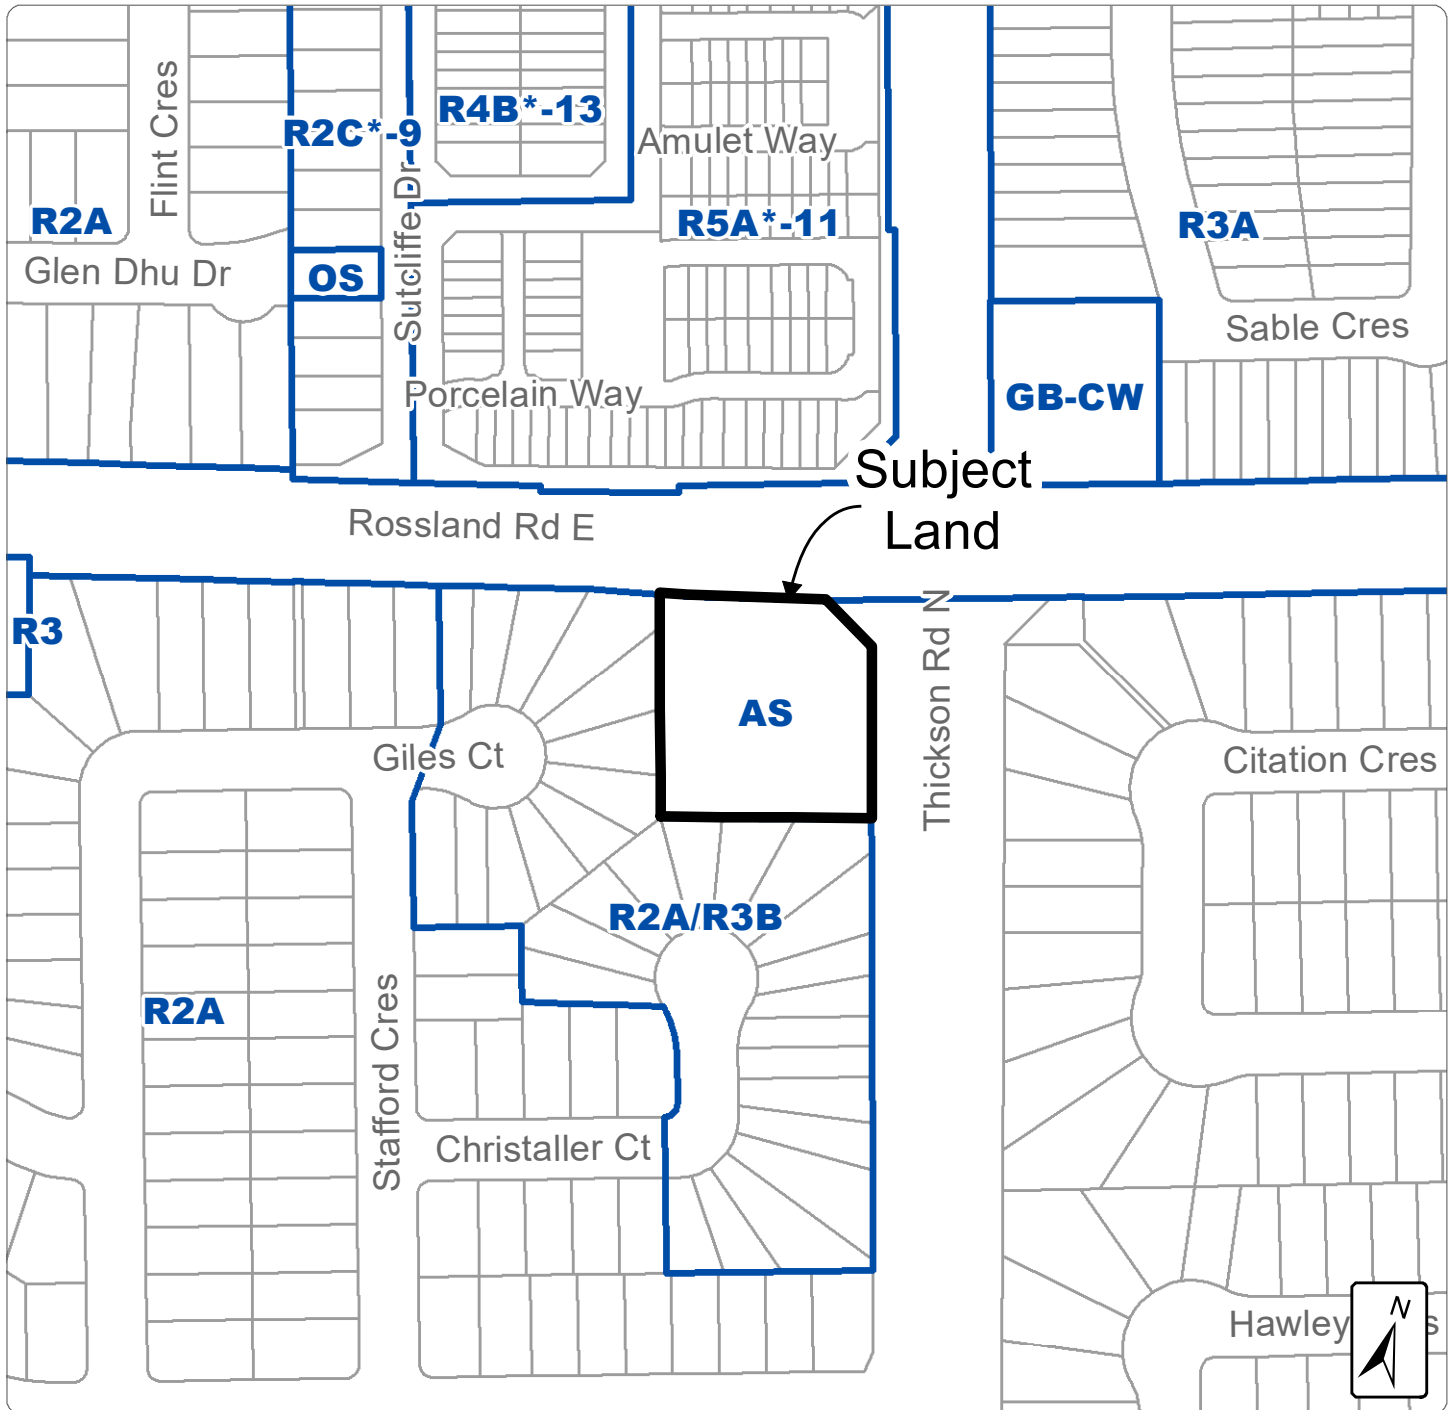 Flint Cres
R2C*-9
R4B*-13
Amulet Way
Sutcliffe Dr
R2A
R5A*-11
R3A
Glen Dhu Dr
OS
Sable Cres
Porcelain Way
GB-CW
Subject
Land
Rossland Rd E
R3
Thickson Rd N
AS
Giles Ct
Citation Cres
R2A/R3B
R2A
Stafford Cres
Christaller Ct
Hawley
s
N